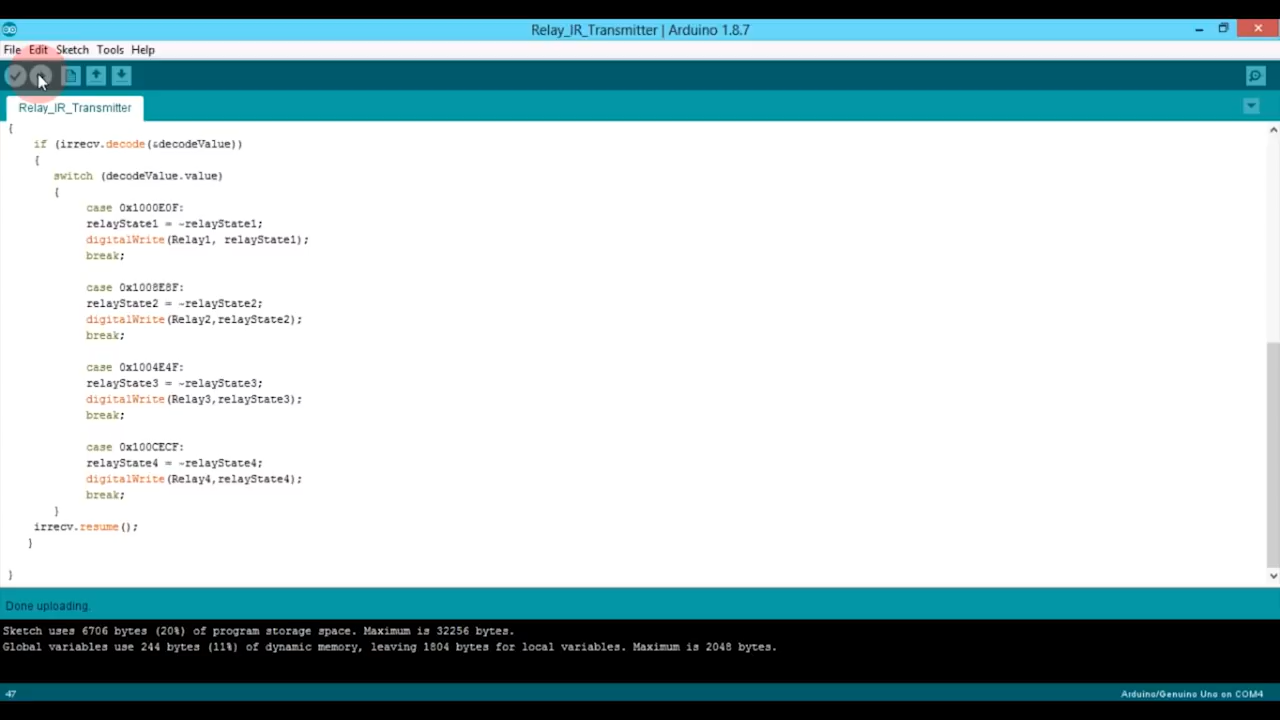 Relay_IR_Transmitter | Arduino 1.8.7
File Edit Sketch Tools Help
Relay_IR_Transmitter
{
if (irrecv.decode(&decodeValue))
{
switch (decodeValue.value)
{
case 0x1000E0F:
relayState1 = ~relayState1;
digitalWrite(Relay1, relayState1);
break;
case 0x1008E8F:
relayState2 = ~relayState2;
digitalWrite(Relay2,relayState2);
break;
case 0x1004E4F:
relayState3 = ~relayState3;
digitalWrite(Relay3,relayState3);
break;
case 0x100CECF:
relayState4 = ~relayState4;
digitalWrite(Relay4,relayState4);
break;
}
irrecv.resume();
}
}
Done uploading.
Sketch uses 6706 bytes (20%) of program storage space. Maximum is 32256 bytes.
Global variables use 244 bytes (11%) of dynamic memory, leaving 1804 bytes for local variables. Maximum is 2048 bytes.
47 Arduino/Genuino Uno on COM4